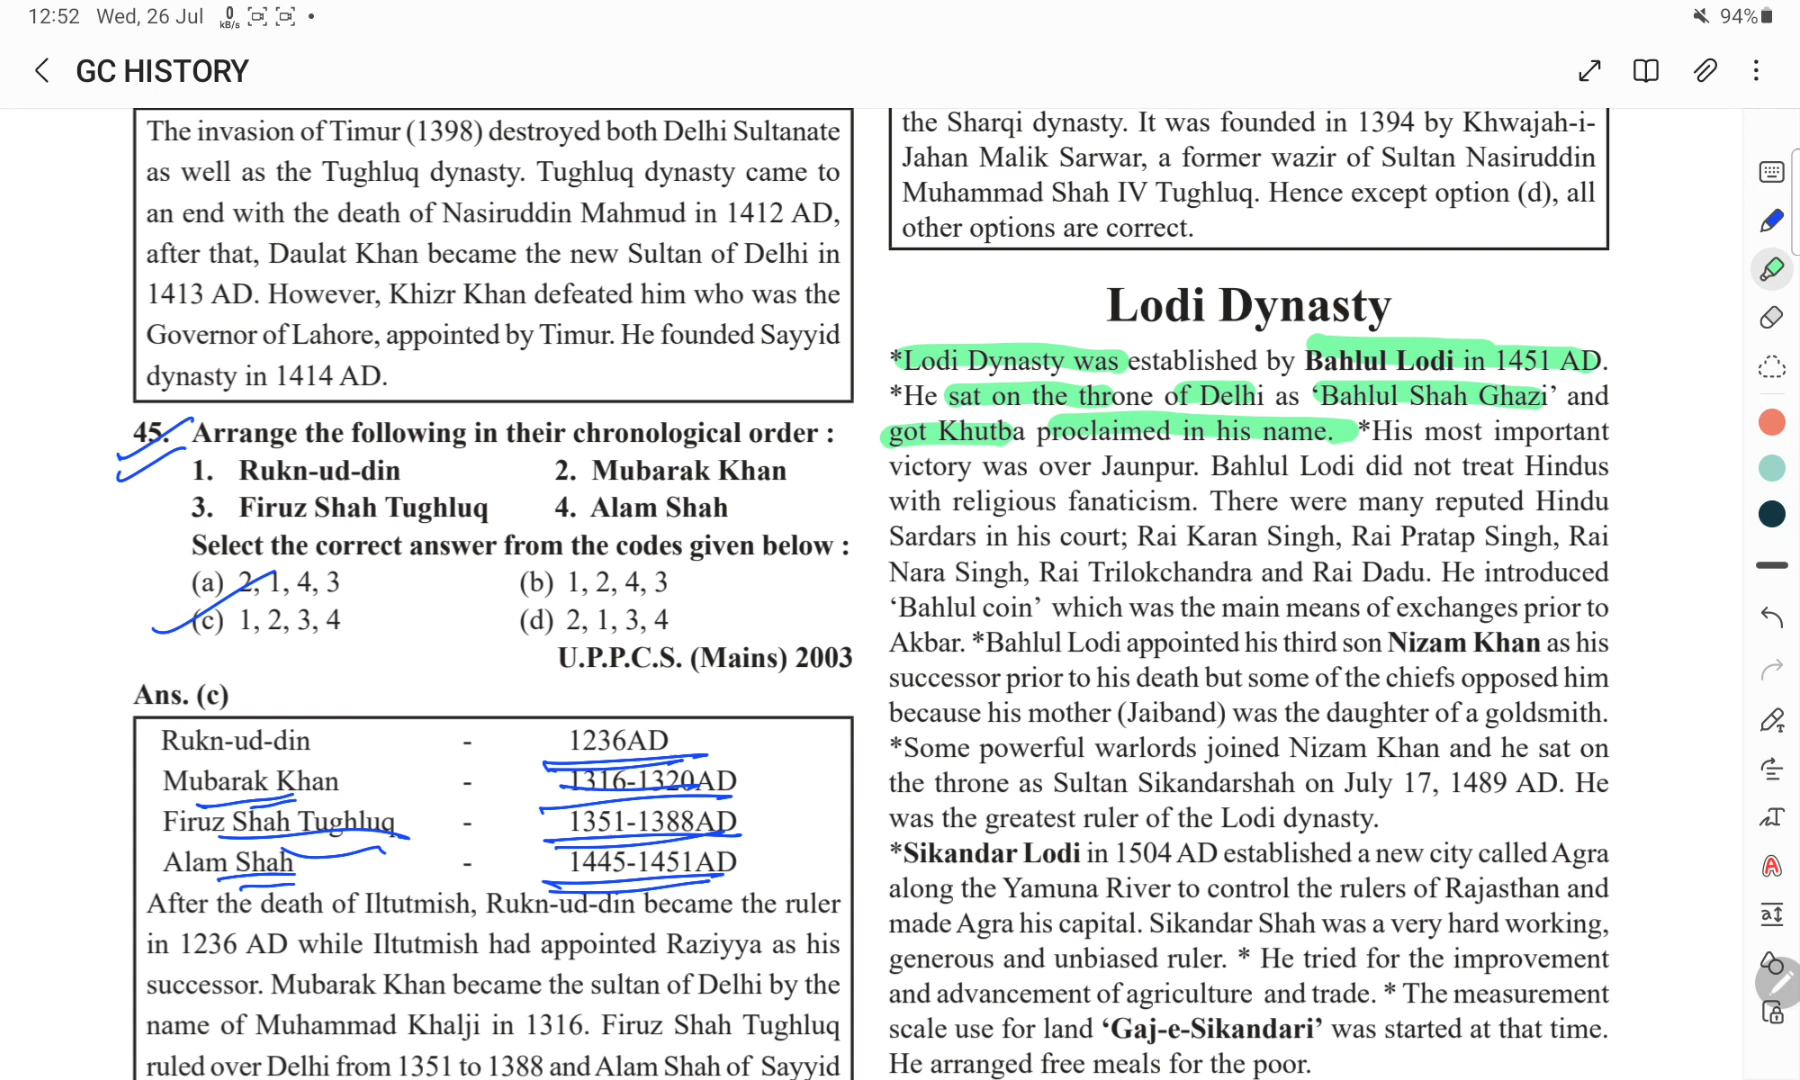 12:52 Wed, 26 Jul 0 kB/s 94%
GC HISTORY
The invasion of Timur (1398) destroyed both Delhi Sultanate
as well as the Tughluq dynasty. Tughluq dynasty came to
an end with the death of Nasiruddin Mahmud in 1412 AD,
after that, Daulat Khan became the new Sultan of Delhi in
1413 AD. However, Khizr Khan defeated him who was the
Governor of Lahore, appointed by Timur. He founded Sayyid
dynasty in 1414 AD.
45. Arrange the following in their chronological order :
1. Rukn-ud-din 2. Mubarak Khan
3. Firuz Shah Tughluq 4. Alam Shah
Select the correct answer from the codes given below :
(a) 2, 1, 4, 3 (b) 1, 2, 4, 3
(c) 1, 2, 3, 4 (d) 2, 1, 3, 4
U.P.P.C.S. (Mains) 2003
Ans. (c)
Rukn-ud-din - 1236AD
Mubarak Khan - 1316-1320AD
Firuz Shah Tughluq - 1351-1388AD
Alam Shah - 1445-1451AD
After the death of Iltutmish, Rukn-ud-din became the ruler
in 1236 AD while Iltutmish had appointed Raziyya as his
successor. Mubarak Khan became the sultan of Delhi by the
name of Muhammad Khalji in 1316. Firuz Shah Tughluq
ruled over Delhi from 1351 to 1388 and Alam Shah of Sayyid
the Sharqi dynasty. It was founded in 1394 by Khwajah-i-
Jahan Malik Sarwar, a former wazir of Sultan Nasiruddin
Muhammad Shah IV Tughluq. Hence except option (d), all
other options are correct.
Lodi Dynasty
*Lodi Dynasty was established by Bahlul Lodi in 1451 AD.
*He sat on the throne of Delhi as ‘Bahlul Shah Ghazi’ and
got Khutba proclaimed in his name. *His most important
victory was over Jaunpur. Bahlul Lodi did not treat Hindus
with religious fanaticism. There were many reputed Hindu
Sardars in his court; Rai Karan Singh, Rai Pratap Singh, Rai
Nara Singh, Rai Trilokchandra and Rai Dadu. He introduced
‘Bahlul coin’ which was the main means of exchanges prior to
Akbar. *Bahlul Lodi appointed his third son Nizam Khan as his
successor prior to his death but some of the chiefs opposed him
because his mother (Jaiband) was the daughter of a goldsmith.
*Some powerful warlords joined Nizam Khan and he sat on
the throne as Sultan Sikandarshah on July 17, 1489 AD. He
was the greatest ruler of the Lodi dynasty.
*Sikandar Lodi in 1504 AD established a new city called Agra
along the Yamuna River to control the rulers of Rajasthan and
made Agra his capital. Sikandar Shah was a very hard working,
generous and unbiased ruler. * He tried for the improvement
and advancement of agriculture and trade. * The measurement
scale use for land ‘Gaj-e-Sikandari’ was started at that time.
He arranged free meals for the poor.